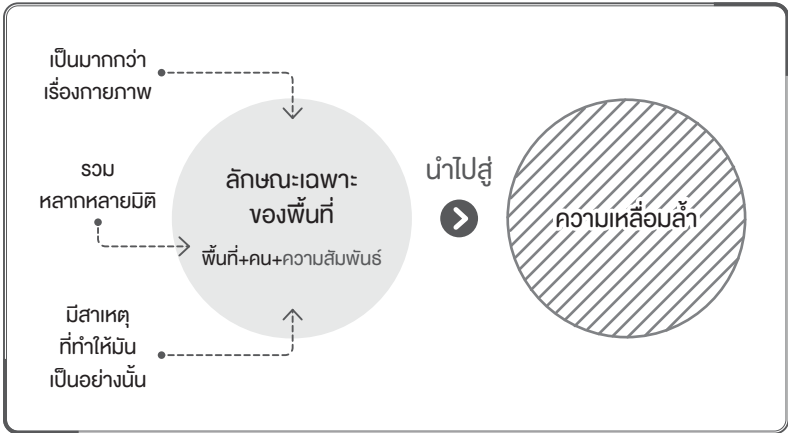 เป็นมากกว่า
เรื่องกายภาพ
รวม
หลากหลายมิติ
มีสาเหตุ
ที่ทำให้มัน
เป็นอย่างนั้น
ลักษณะเฉพาะ
ของพื้นที่
พื้นที่+คน+ความสัมพันธ์
นำไปสู่
ความเหลื่อมล้ำ